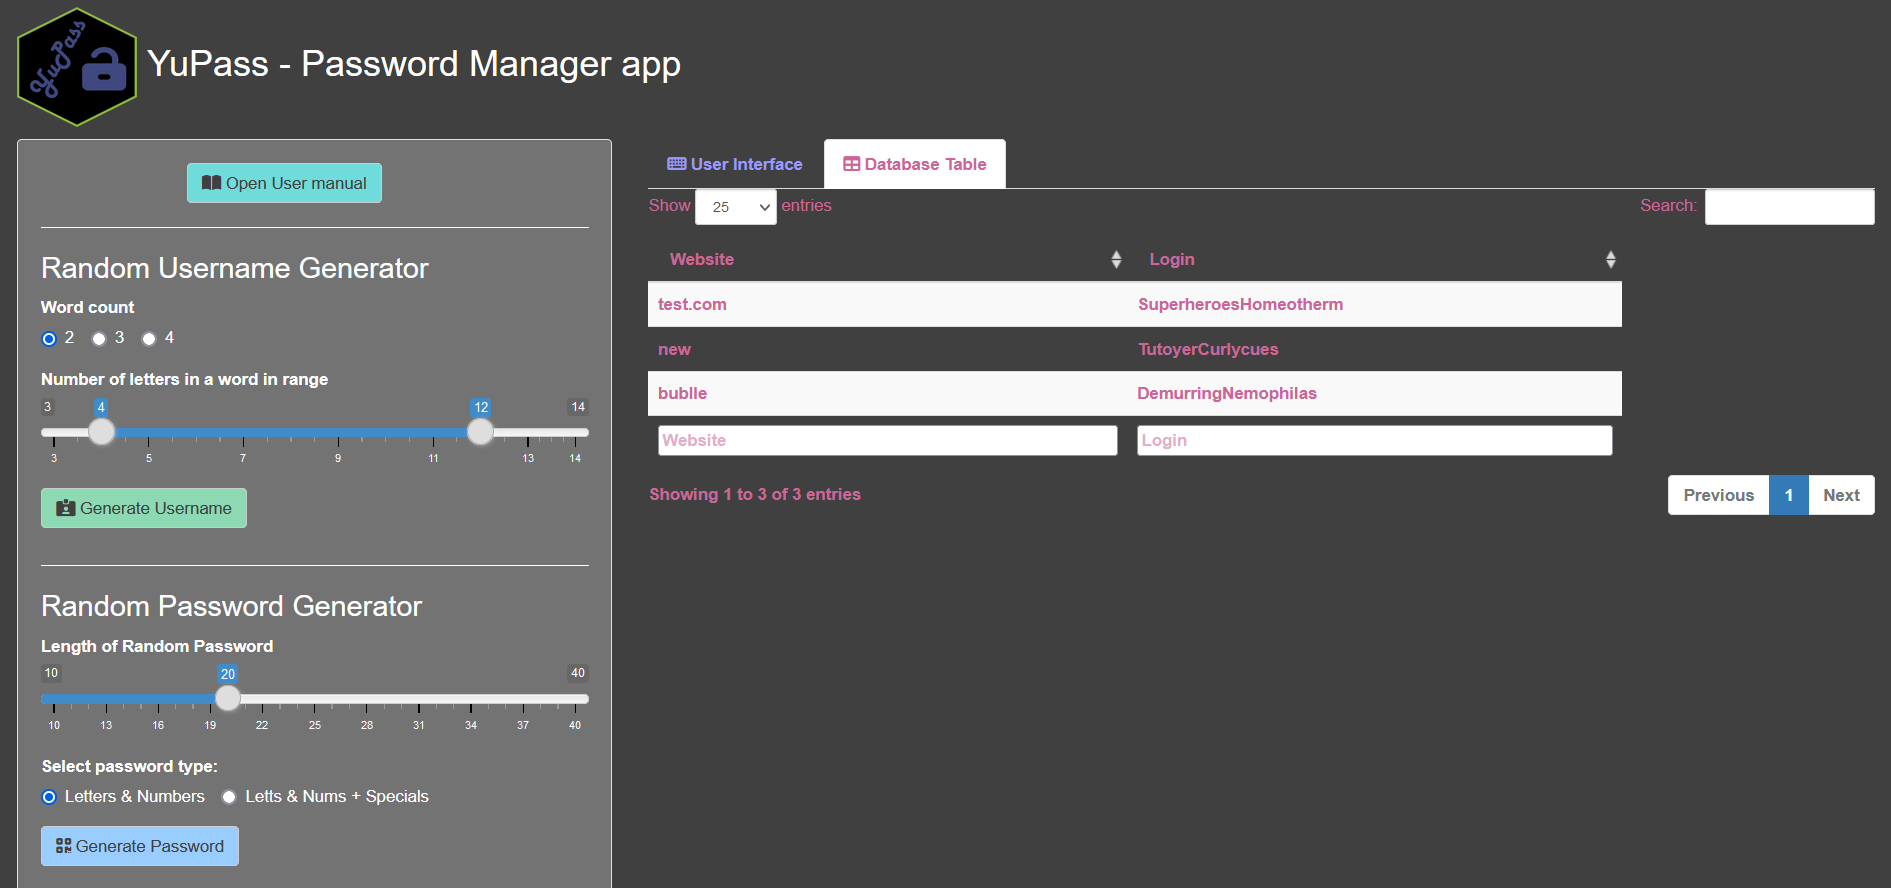 YuPass
YuPass - Password Manager app
Open User manual
Random Username Generator
Word count
2 3 4
Number of letters in a word in range
3 4 12 14
3 5 7 9 11 13 14
Generate Username
Random Password Generator
Length of Random Password
10 20 40
10 13 16 19 22 25 28 31 34 37 40
Select password type:
Letters & Numbers Letts & Nums + Specials
Generate Password
User Interface Database Table
Show 25 entries Search:
Website Login
test.com SuperheroesHomeotherm
new TutoyerCurlycues
bublle DemurringNemophilas
Website Login
Showing 1 to 3 of 3 entries Previous 1 Next